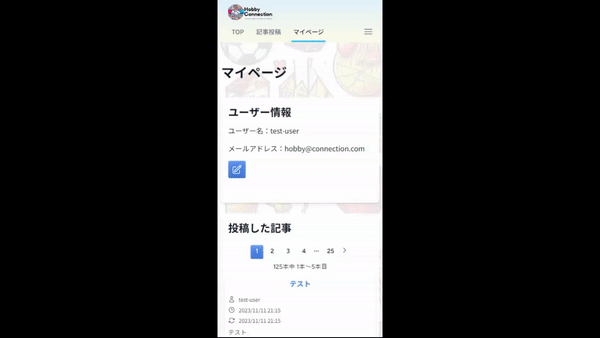 Hobby
Connection
TOP 記事投稿 マイページ
マイページ
ユーザー情報
ユーザー名：test-user
メールアドレス：hobby@connection.com
投稿した記事
1 2 3 4 … 25
125本中 1本～5本目
テスト
test-user
2023/11/11 21:15
2023/11/11 21:15
テスト